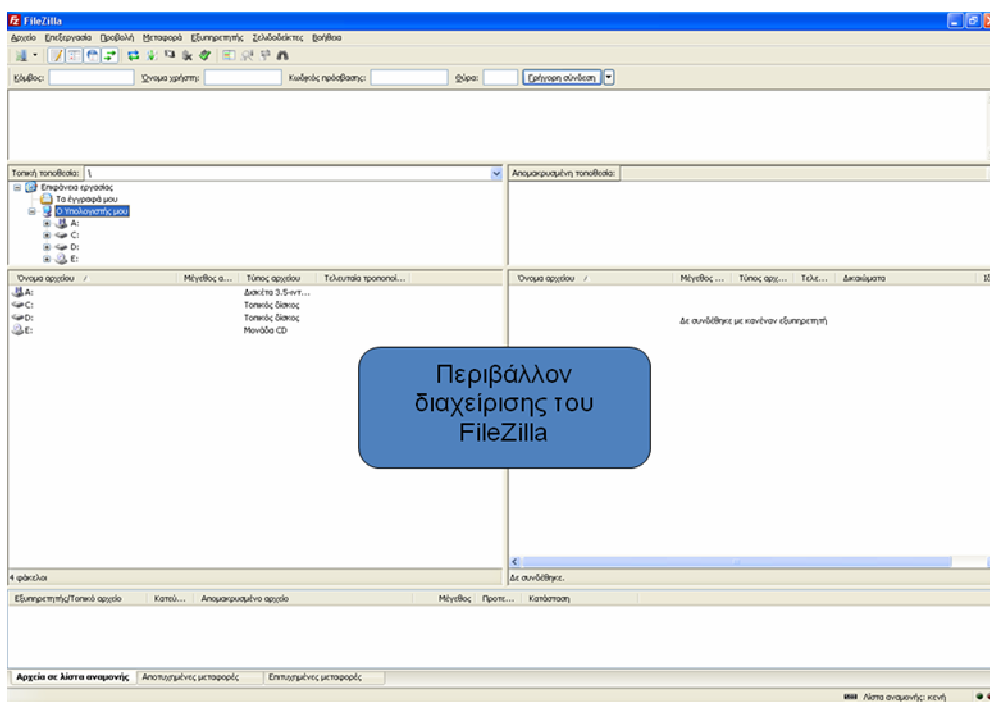 FileZilla
Αρχείο Επεξεργασία Προβολή Μεταφορά Εξυπηρετητής Σελιδοδείκτες Βοήθεια
Κόμβος: Όνομα χρήστη: Κωδικός πρόσβασης: Θύρα: Γρήγορη σύνδεση
Τοπική τοποθεσία: \ Απομακρυσμένη τοποθεσία:
Επιφάνεια εργασίας
Τα έγγραφά μου
Ο Υπολογιστής μου
A:
C:
D:
E:
Όνομα αρχείου / Μέγεθος α... Τύπος αρχείου Τελευταία τροποποί... Όνομα αρχείου / Μέγεθος ... Τύπος αρχ... Τελε... Δικαιώματα
A: Δισκέτα 3,5-ιντ...
C: Τοπικός δίσκος
D: Τοπικός δίσκος
E: Μονάδα CD
Δε συνδέθηκε με κανέναν εξυπηρετητή
Περιβάλλον
διαχείρισης του
FileZilla
4 φάκελοι Δε συνδέθηκε.
Εξυπηρετητής/Τοπικό αρχείο Κατεύ... Απομακρυσμένο αρχείο Μέγεθος Προτε... Κατάσταση
Αρχεία σε λίστα αναμονής Αποτυχημένες μεταφορές Επιτυχημένες μεταφορές
Λίστα αναμονής: κενή